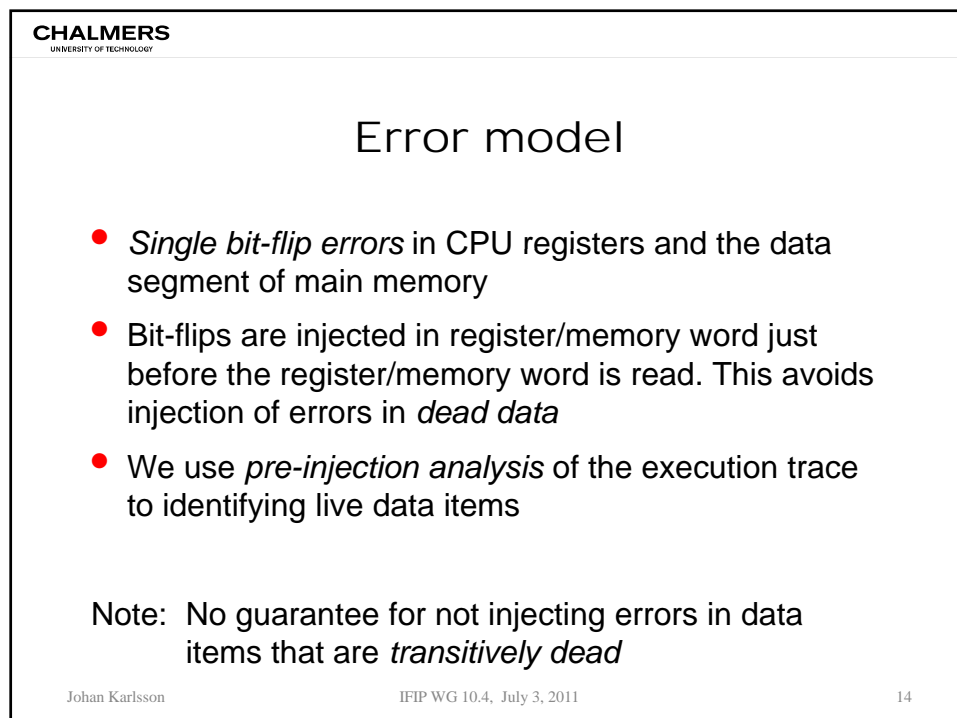 CHALMERS
UNIVERSITY OF TECHNOLOGY
Error model
• Single bit-flip errors in CPU registers and the data
segment of main memory
• Bit-flips are injected in register/memory word just
before the register/memory word is read. This avoids
injection of errors in dead data
• We use pre-injection analysis of the execution trace
to identifying live data items
Note: No guarantee for not injecting errors in data
items that are transitively dead
Johan Karlsson IFIP WG 10.4, July 3, 2011 14